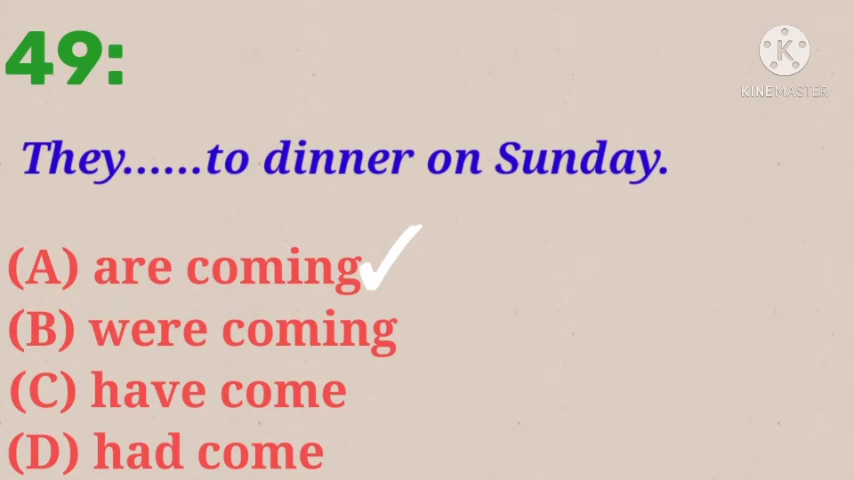 49:
KINEMASTER
They......to dinner on Sunday.
(A) are coming✓
(B) were coming
(C) have come
(D) had come